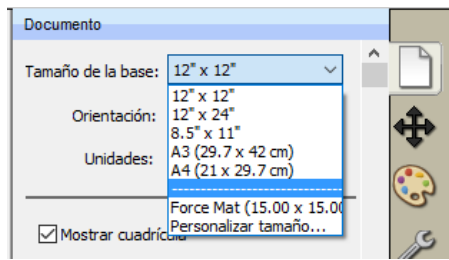 Documento
Tamaño de la base: 12" x 12"
12" x 12"
Orientación: 12" x 24"
8.5" x 11"
Unidades: A3 (29.7 x 42 cm)
A4 (21 x 29.7 cm)
Force Mat (15.00 x 15.00
Personalizar tamaño...
Mostrar cuadrícula